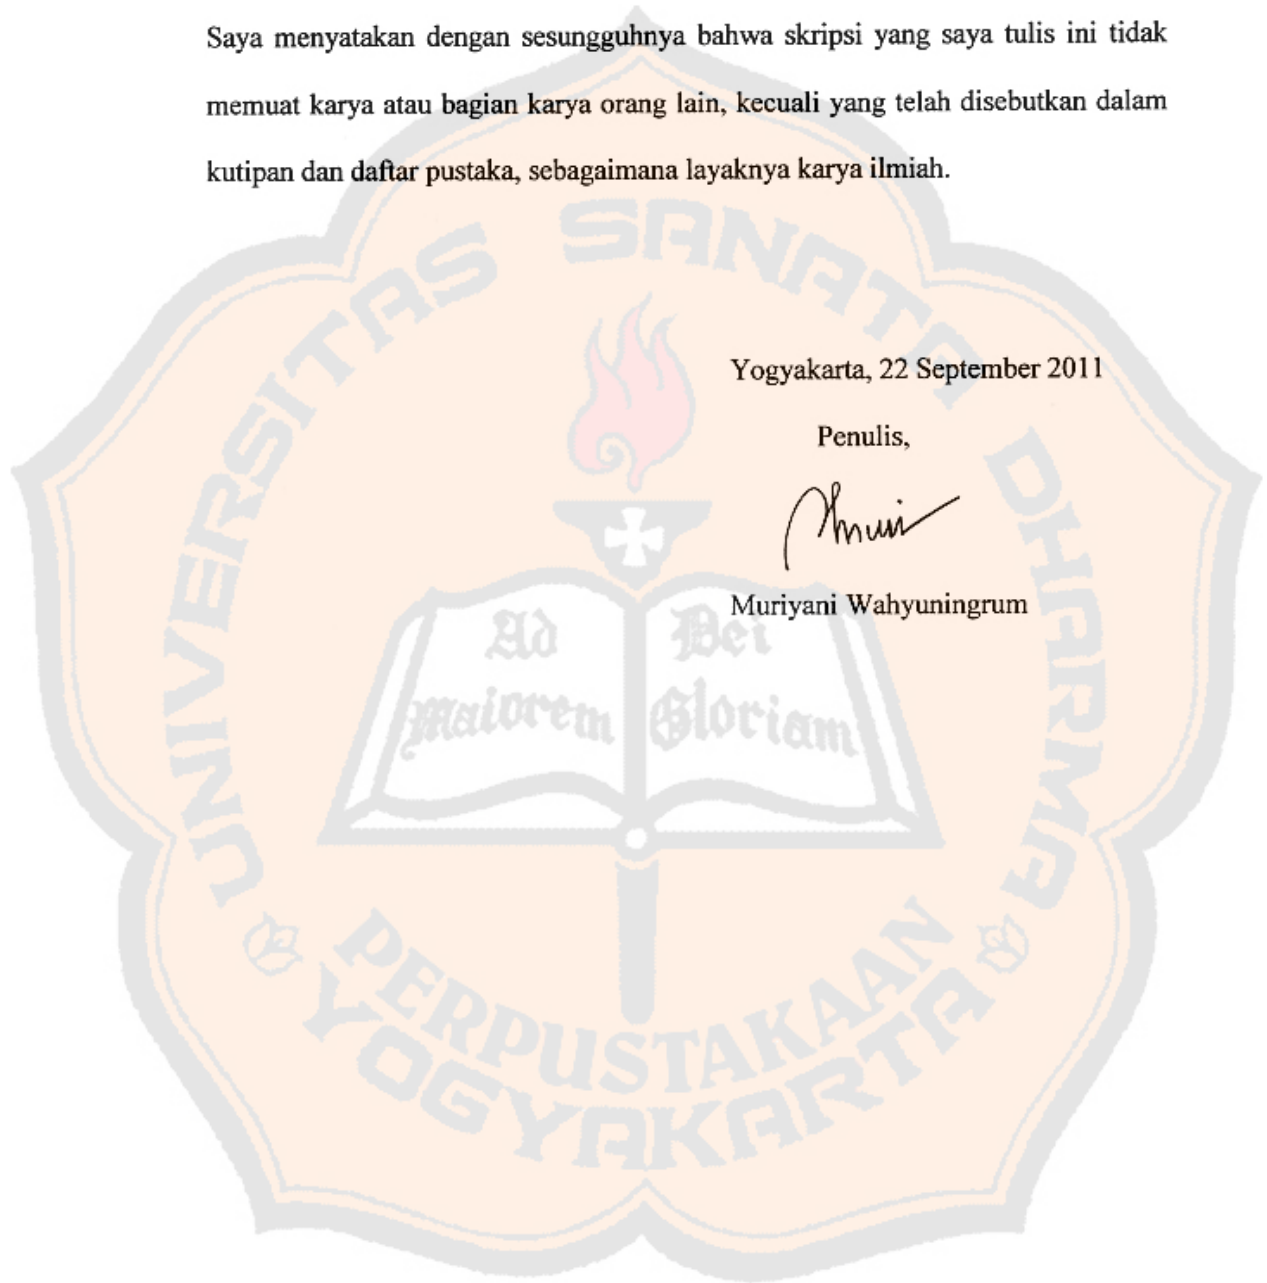 Saya menyatakan dengan sesungguhnya bahwa skripsi yang saya tulis ini tidak
memuat karya atau bagian karya orang lain, kecuali yang telah disebutkan dalam
kutipan dan daftar pustaka, sebagaimana layaknya karya ilmiah.
UNIVERSITAS SANATA DHARMA
Yogyakarta, 22 September 2011
Penulis,
Muriyani Wahyuningrum
Ad Dei
maiorem Gloriam
PERPUSTAKAAN
YOGYAKARTA